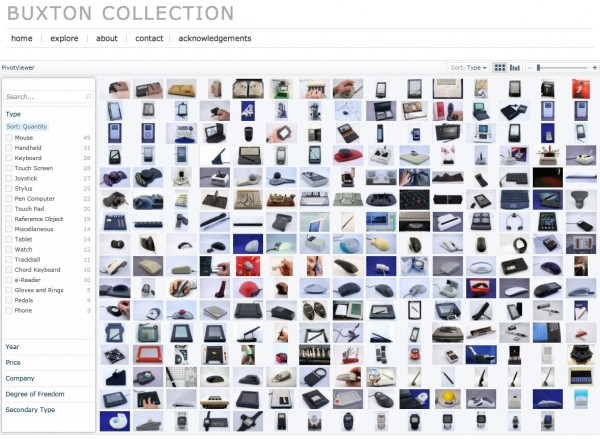 BUXTON COLLECTION
home | explore | about | contact | acknowledgements
PivotViewer
Sort: Type
Search...
Type
Sort: Quantity
Mouse 49
Handheld 31
Keyboard 28
Touch Screen 28
Joystick 27
Stylus 25
Pen Computer 23
Touch Pad 20
Reference Object 19
Miscellaneous 14
Tablet 14
Watch 12
Trackball 11
Chord Keyboard 10
e-Reader 10
Gloves and Rings 5
Pedals 4
Phone 3
Year
Price
Company
Degree of Freedom
Secondary Type